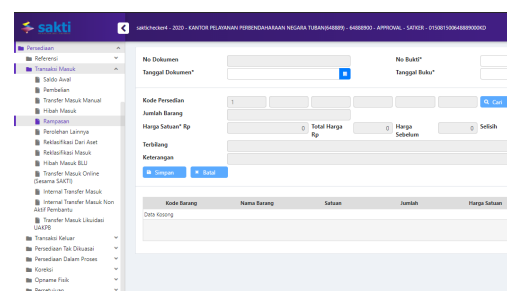 sakti
saktichecker4 - 2020 - KANTOR PELAYANAN PERBENDAHARAAN NEGARA TUBAN(648889) - 64888900 - APPROVAL - SATKER - 015081500648889000KD
Persediaan
Referensi
Transaksi Masuk
Saldo Awal
Pembelian
Transfer Masuk Manual
Hibah Masuk
Rampasan
Perolehan Lainnya
Reklasifikasi Dari Aset
Reklasifikasi Masuk
Hibah Masuk BLU
Transfer Masuk Online
(Sesama SAKTI)
Internal Transfer Masuk
Internal Transfer Masuk Non
Aktif Pembantu
Transfer Masuk Likuidasi
UAKPB
Transaksi Keluar
Persediaan Tak Dikuasai
Persediaan Dalam Proses
Koreksi
Opname Fisik
Persetujuan
No Dokumen No Bukti*
Tanggal Dokumen* Tanggal Buku*
Kode Persedian 1 Cari
Jumlah Barang
Harga Satuan* Rp 0 Total Harga 0 Harga 0 Selisih
Rp Sebelum
Terbilang
Keterangan
Simpan Batal
Kode Barang Nama Barang Satuan Jumlah Harga Satuan
Data Kosong